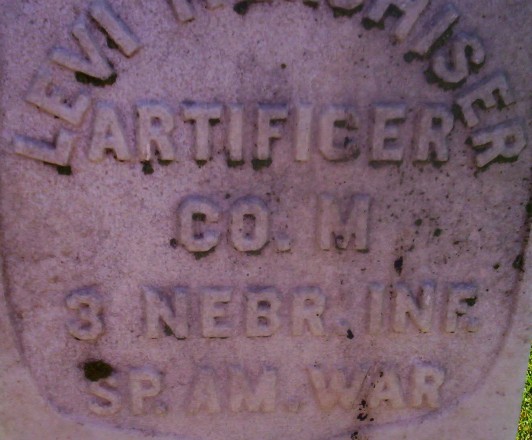 LEVI
ARTIFICER
CO. M
3 NEBR. INF.
SP. AM. WAR